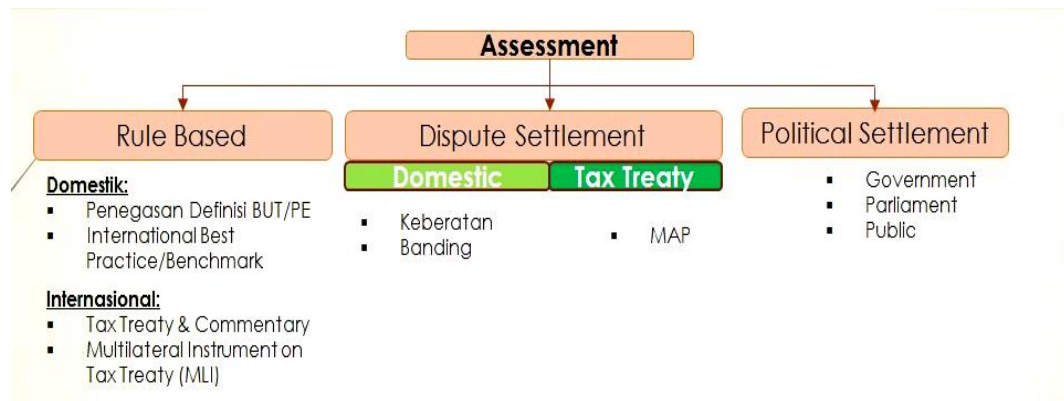 Assessment
Rule Based
Domestik:
▪ Penegasan Definisi BUT/PE
▪ International Best
Practice/Benchmark
Internasional:
▪ Tax Treaty & Commentary
▪ Multilateral Instrument on
Tax Treaty (MLI)
Dispute Settlement
Domestic
▪ Keberatan
▪ Banding
Tax Treaty
▪ MAP
Political Settlement
▪ Government
▪ Parliament
▪ Public